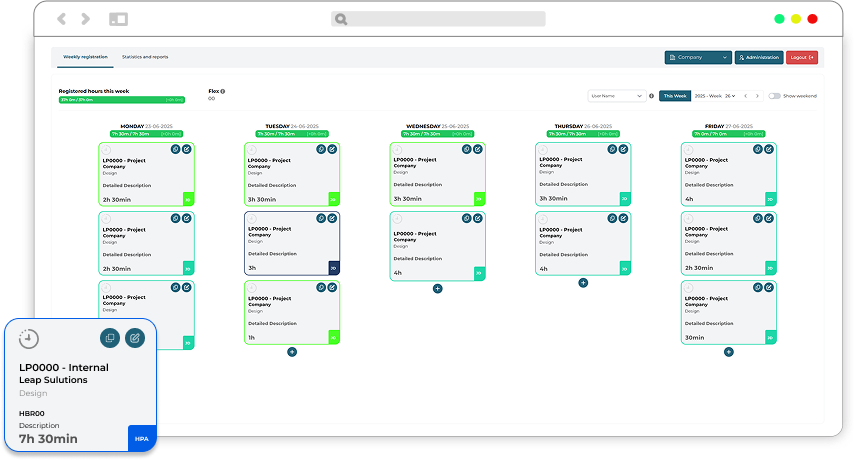 Weekly registration
Statistics and reports
Company
Administration
Logout
Registered hours this week
37h 0m / 37h 0m
[+0h 0m]
Flex
00
User Name
This Week
2025 - Week 26
Show weekend
MONDAY 23-06-2025
7h 30m / 7h 30m [+0h 0m]
LP0000 - Project
Company
Design
Detailed Description
2h 30min
LP0000 - Project
Company
Design
Detailed Description
2h 30min
LP0000 - Project
Company
Design
TUESDAY 24-06-2025
7h 30m / 7h 30m [+0h 0m]
LP0000 - Project
Company
Design
Detailed Description
3h 30min
LP0000 - Project
Company
Design
Detailed Description
3h
LP0000 - Project
Company
Design
Detailed Description
1h
WEDNESDAY 25-06-2025
7h 30m / 7h 30m [+0h 0m]
LP0000 - Project
Company
Design
Detailed Description
3h 30min
LP0000 - Project
Company
Design
Detailed Description
4h
THURSDAY 26-06-2025
7h 30m / 7h 30m [+0h 0m]
LP0000 - Project
Company
Design
Detailed Description
3h 30min
LP0000 - Project
Company
Design
Detailed Description
4h
FRIDAY 27-06-2025
7h 0m / 7h 0m [+0h 0m]
LP0000 - Project
Company
Design
Detailed Description
4h
LP0000 - Project
Company
Design
Detailed Description
2h 30min
LP0000 - Project
Company
Design
Detailed Description
30min
LP0000 - Internal
Leap Sulutions
Design
HBR00
Description
7h 30min
HPA